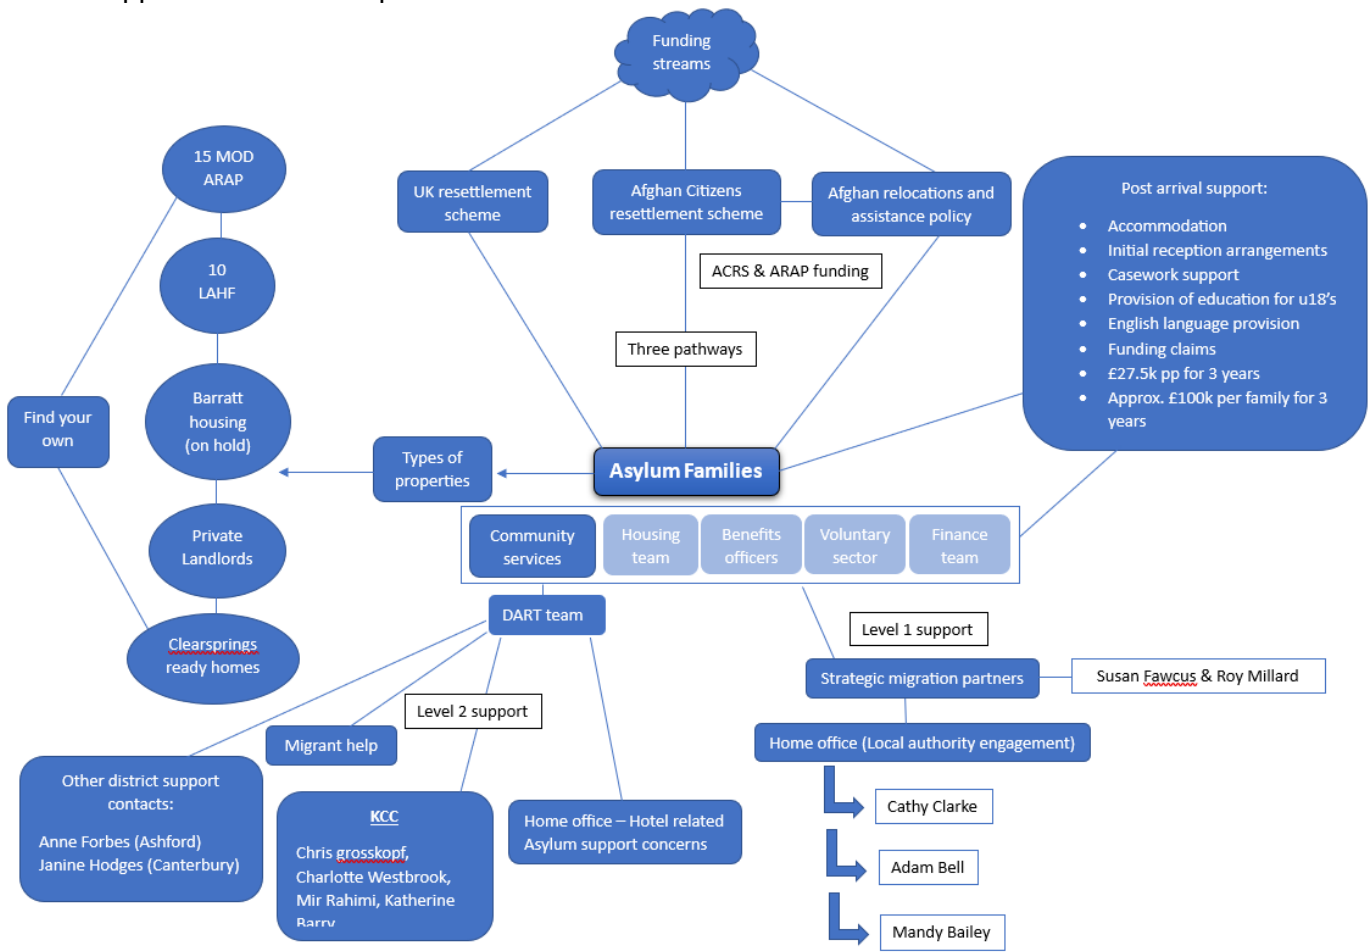 Funding
streams
15 MOD
ARAP
UK resettlement
scheme
Afghan Citizens
resettlement scheme
Afghan relocations and
assistance policy
Post arrival support:
• Accommodation
• Initial reception arrangements
• Casework support
• Provision of education for u18's
• English language provision
• Funding claims
• £27.5k pp for 3 years
• Approx. £100k per family for 3
years
10
LAHF
ACRS & ARAP funding
Three pathways
Find your
own
Barratt
housing
(on hold)
Types of
properties
Asylum Families
Private
Landlords
Community
services
Housing
team
Benefits
officers
Voluntary
sector
Finance
team
Clearsprings
ready homes
DART team
Level 1 support
Strategic migration partners
Susan Fawcus & Roy Millard
Level 2 support
Migrant help
Home office (Local authority engagement)
Other district support
contacts:
Anne Forbes (Ashford)
Janine Hodges (Canterbury)
KCC
Chris grosskopf,
Charlotte Westbrook,
Mir Rahimi, Katherine
Barry
Home office – Hotel related
Asylum support concerns
Cathy Clarke
Adam Bell
Mandy Bailey